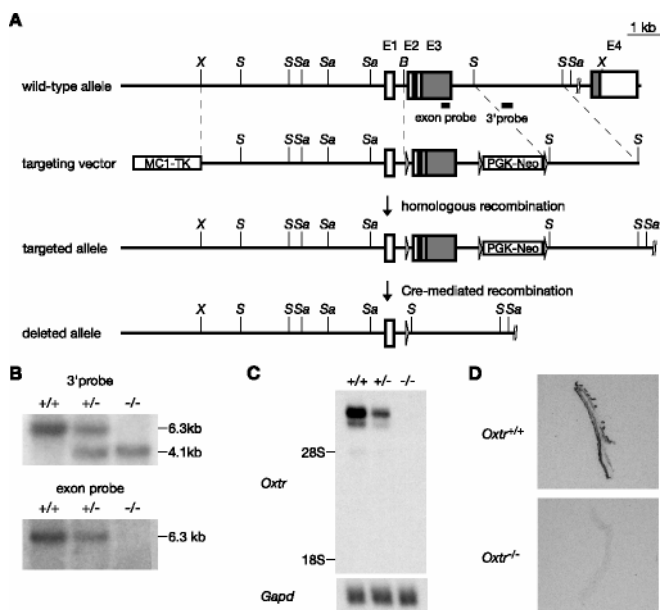 A
1 kb
E1 E2 E3 E4
X S S Sa Sa Sa B S S Sa X
wild-type allele
exon probe 3'probe
targeting vector MC1-TK S S Sa Sa Sa PGK-Neo S S
homologous recombination
X S S Sa Sa Sa S S Sa
targeted allele PGK-Neo
Cre-mediated recombination
X S S Sa Sa Sa S S Sa
deleted allele
B
3'probe
+/+ +/- -/-
6.3kb
4.1kb
exon probe
+/+ +/- -/-
6.3 kb
C
+/+ +/- -/-
28S
Oxtr
18S
Gapd
D
Oxtr+/+
Oxtr-/-